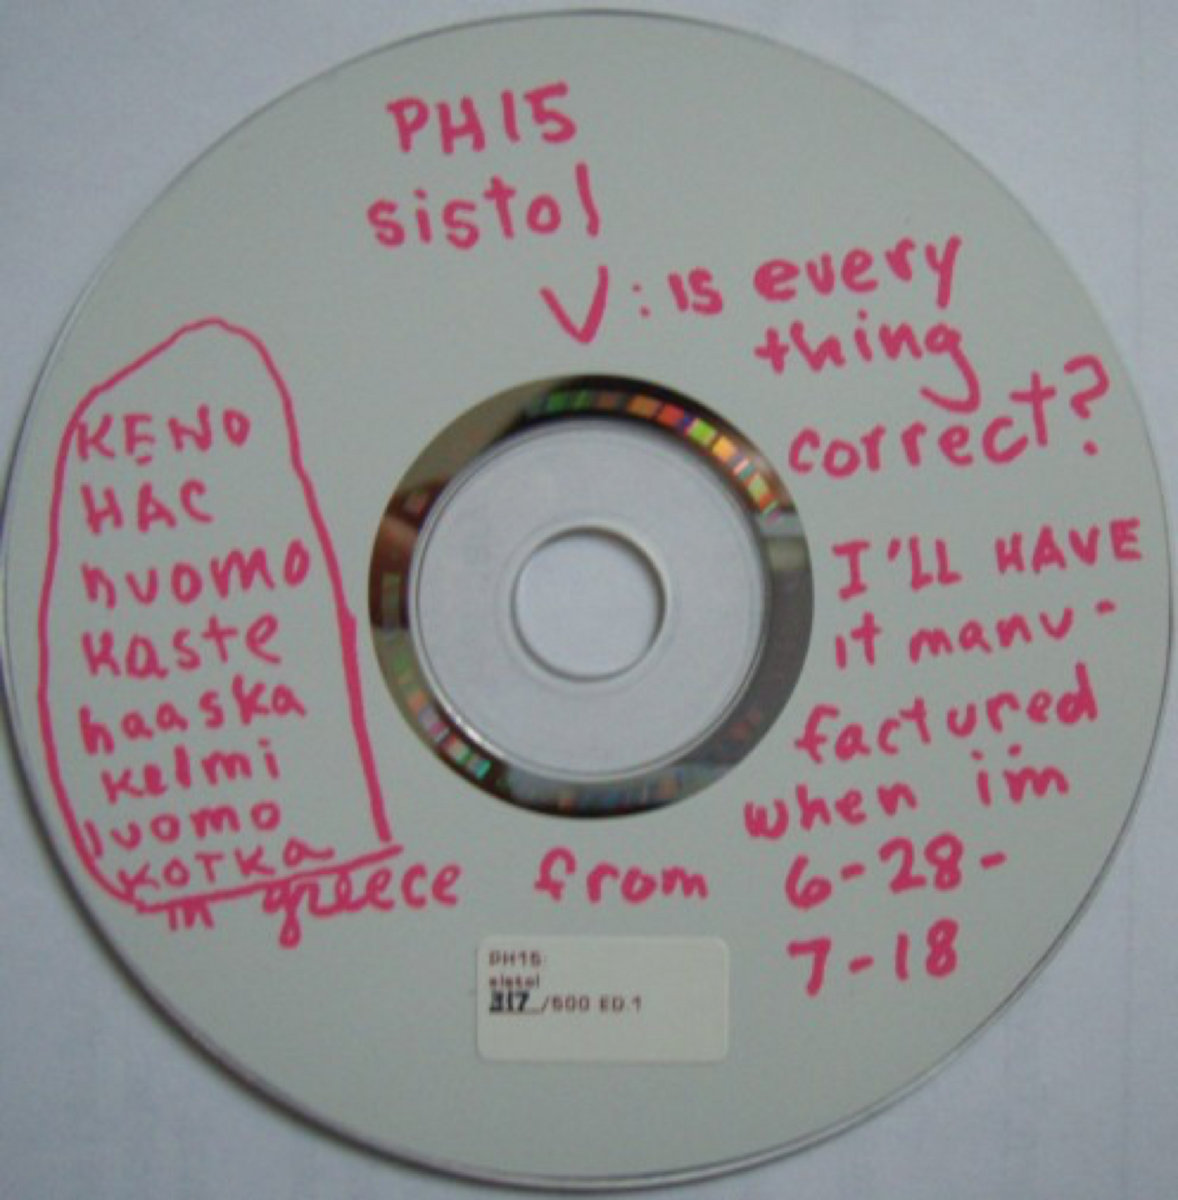 PH15
sistol
V: is every
thing
correct?
I'LL HAVE
it manu-
factured
when im
in greece from 6-28-
7-18
KENO
HAC
nuomo
kaste
haaska
kelmi
luomo
KOTKA
PH15:
sistol
317/500 ED.1